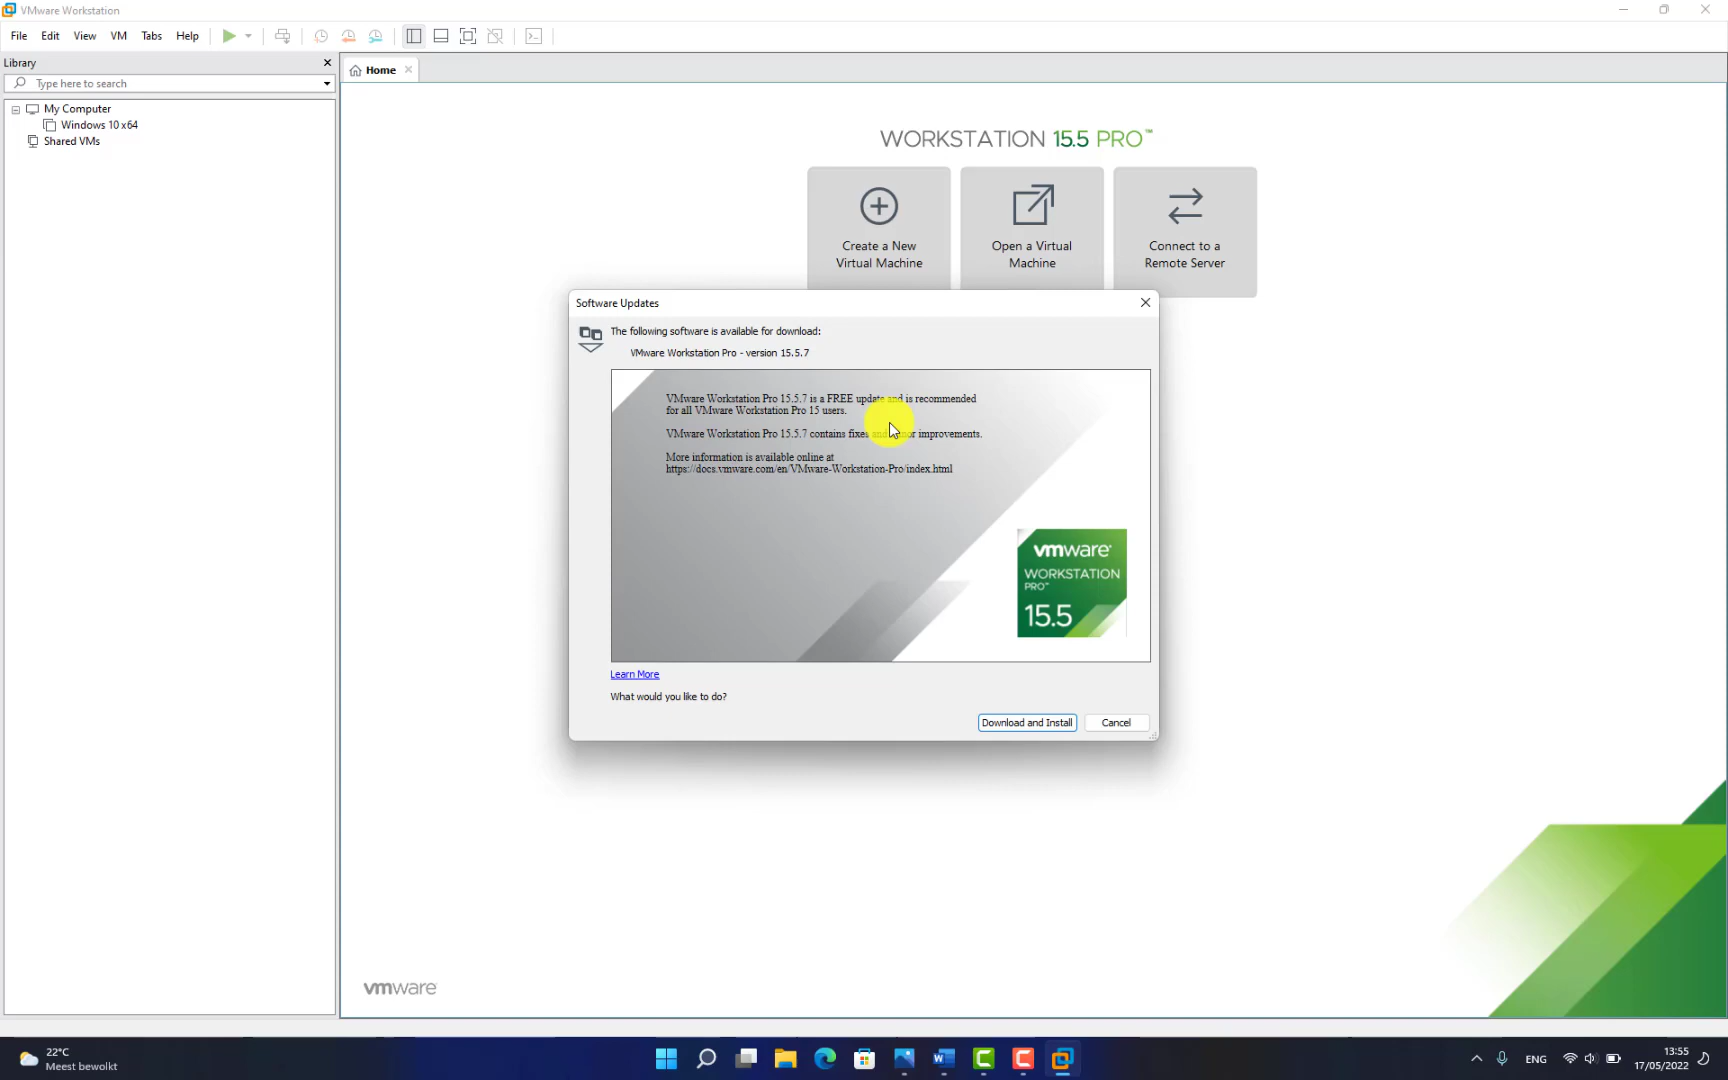 VMware Workstation
File Edit View VM Tabs Help
Library
Type here to search
My Computer
Windows 10 x64
Shared VMs
Home
WORKSTATION 15.5 PRO™
Create a New
Virtual Machine
Open a Virtual
Machine
Connect to a
Remote Server
Software Updates
The following software is available for download:
VMware Workstation Pro - version 15.5.7
VMware Workstation Pro 15.5.7 is a FREE update and is recommended
for all VMware Workstation Pro 15 users.
VMware Workstation Pro 15.5.7 contains fixes and minor improvements.
More information is available online at
https://docs.vmware.com/en/VMware-Workstation-Pro/index.html
vmware®
WORKSTATION
PRO™
15.5
Learn More
What would you like to do?
Download and Install
Cancel
vmware®
22°C
Meest bewolkt
ENG
13:55
17/05/2022